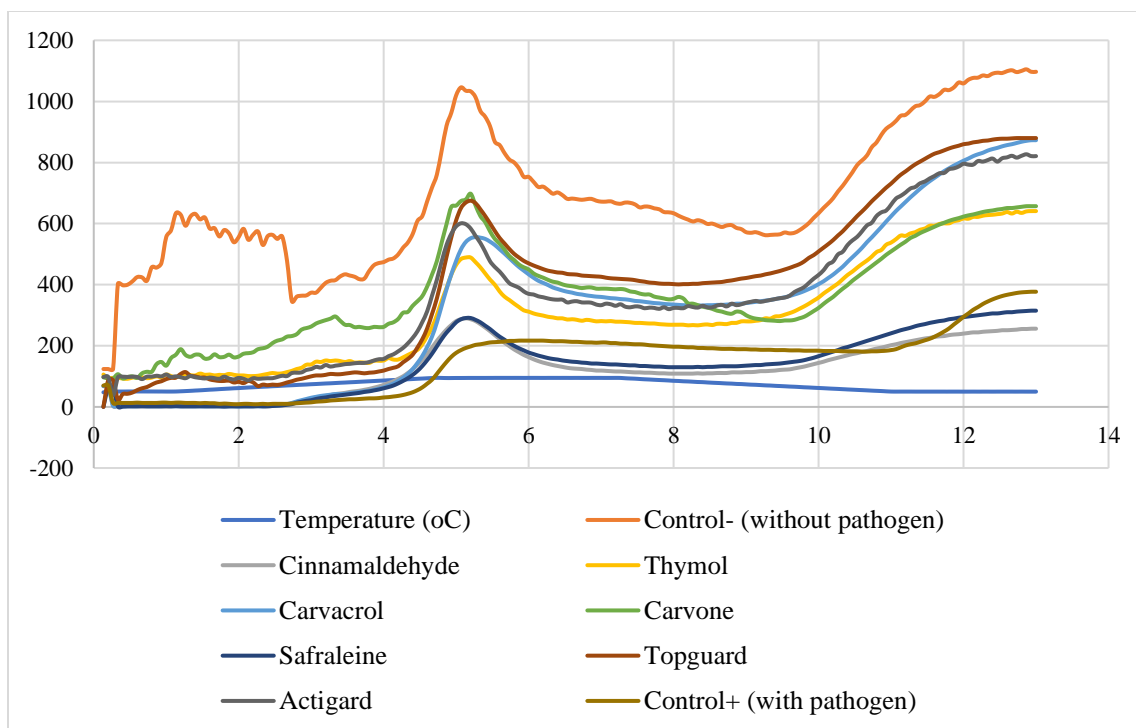 1200
1000
800
600
400
200
0
-200
0 2 4 6 8 10 12 14
Temperature (oC) Control- (without pathogen)
Cinnamaldehyde Thymol
Carvacrol Carvone
Safraleine Topguard
Actigard Control+ (with pathogen)